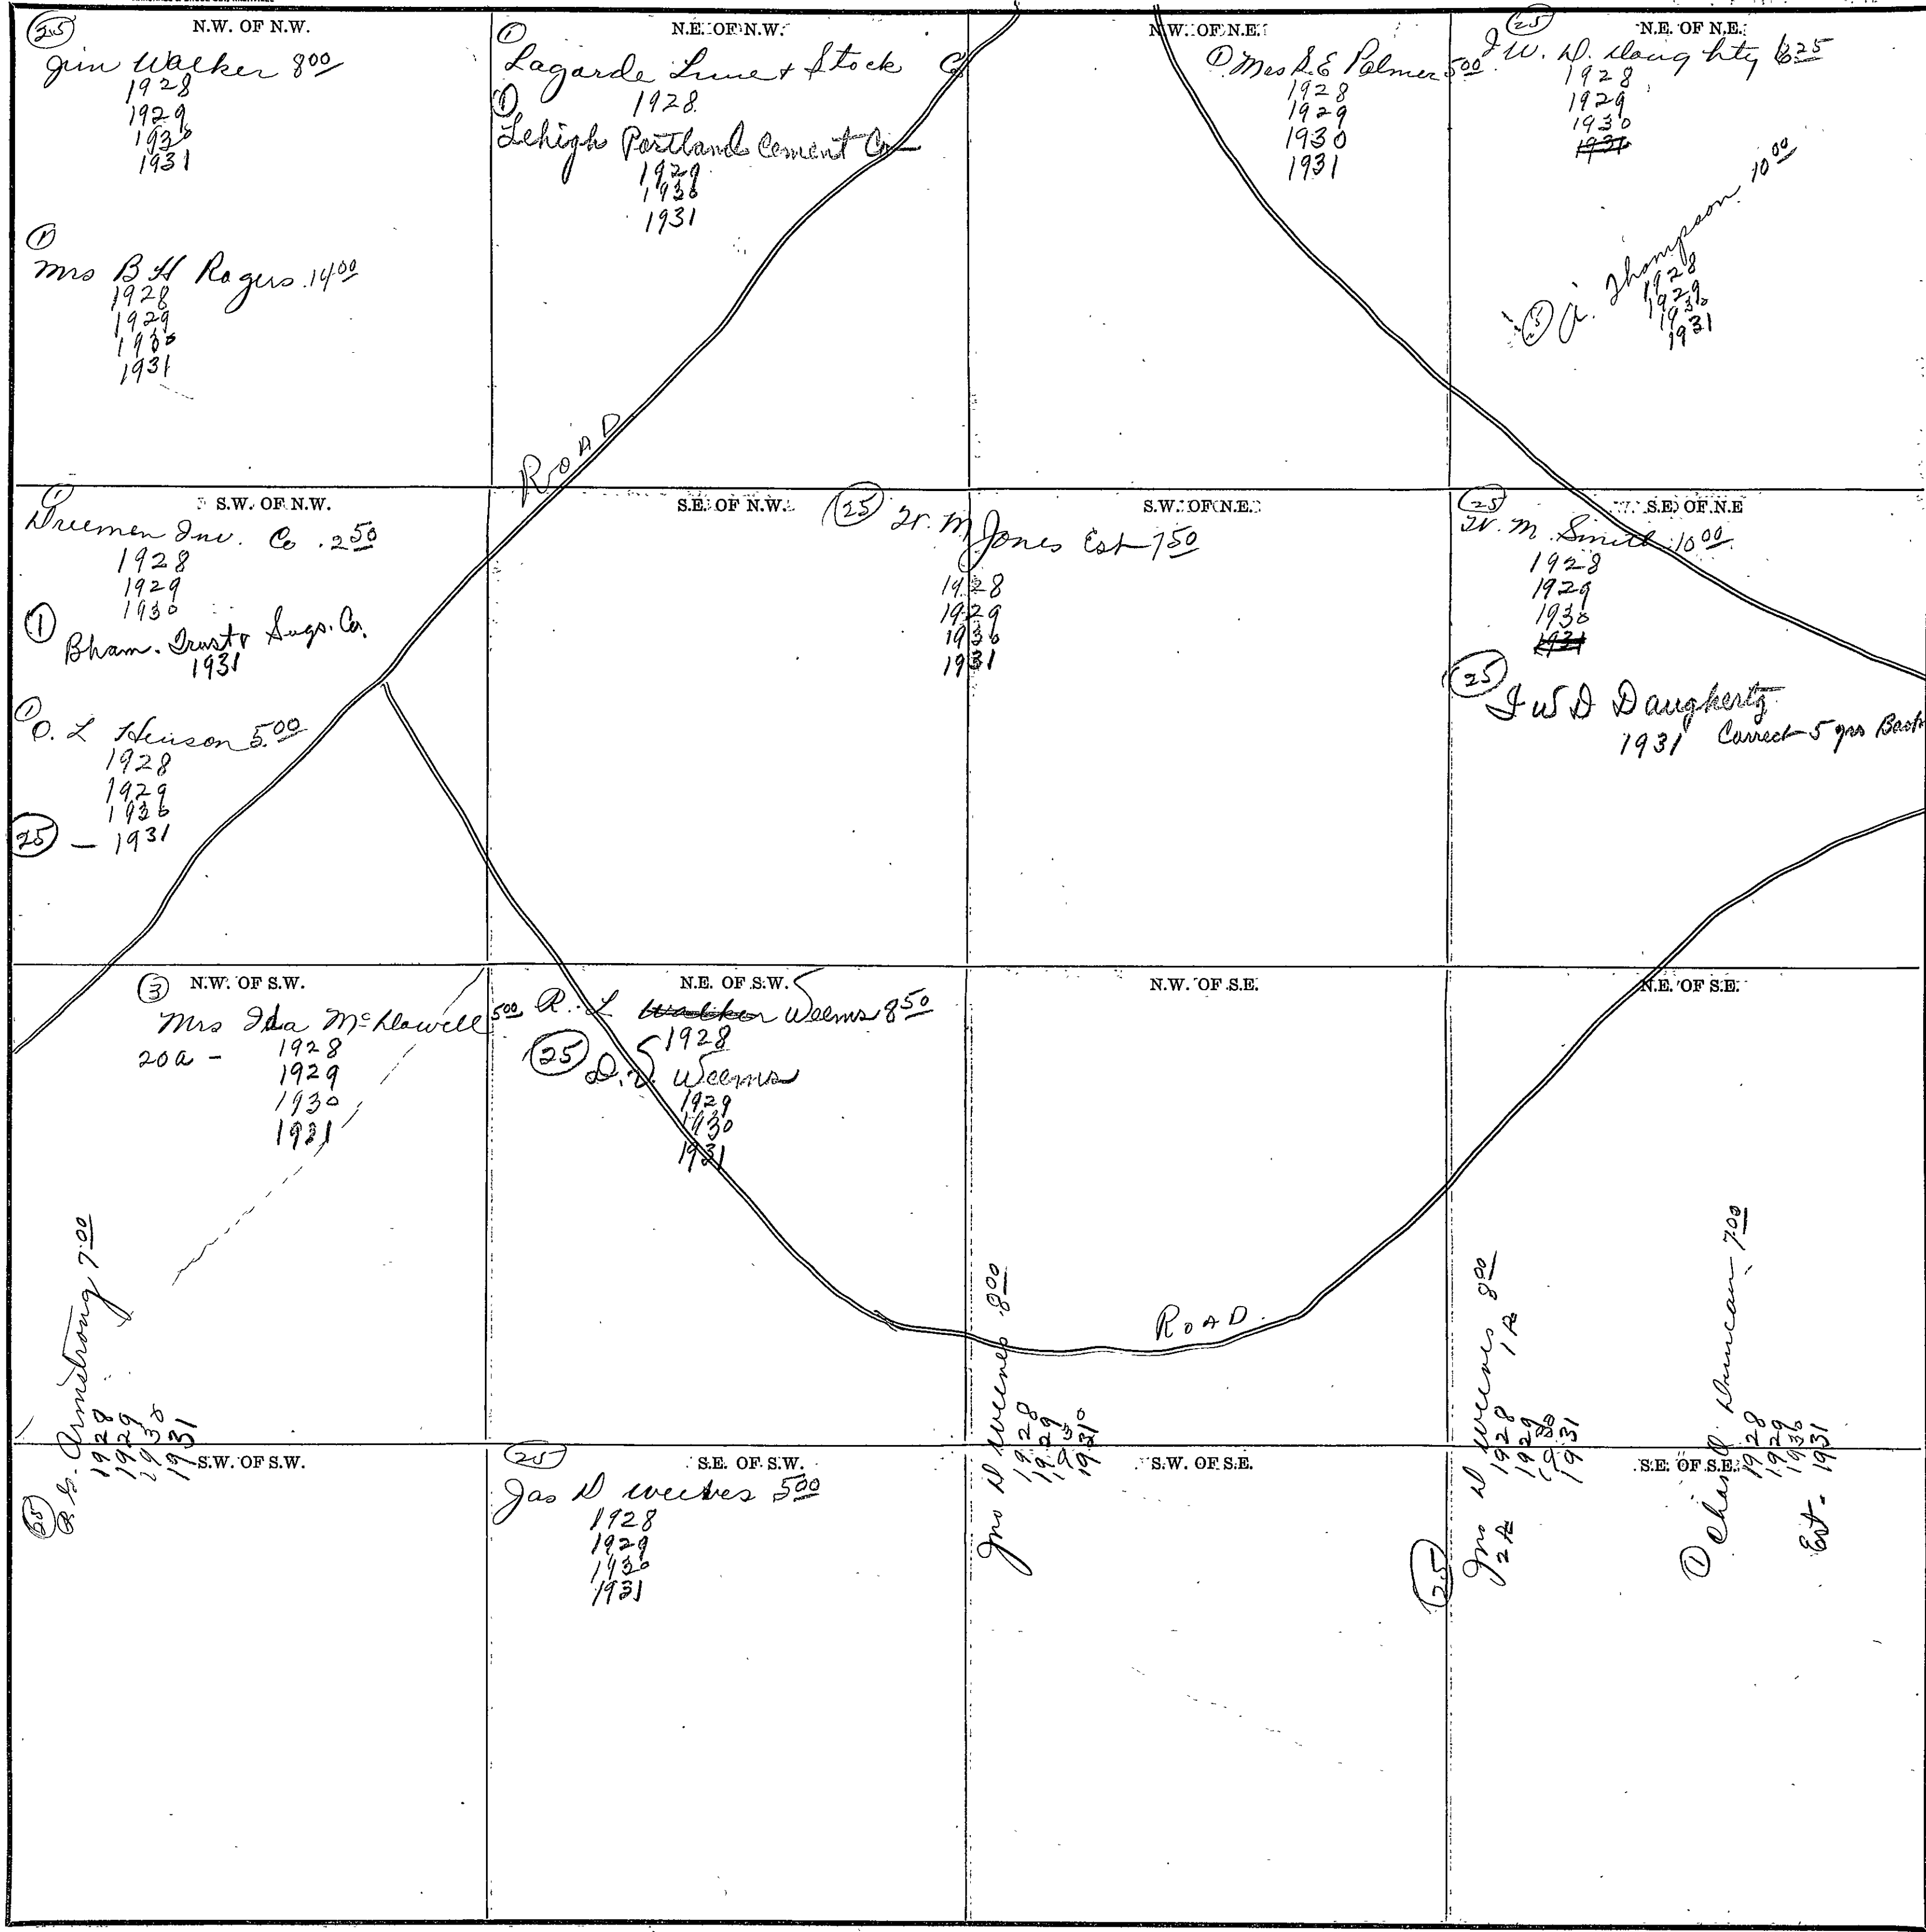 N.W. OF N.W.
25
Jim Walker 8 00
1928
1929
1930
1931
1
Mrs B H Rogers 14 00
1928
1929
1930
1931
N.E. OF N.W.
1
Lagarde Lime & Stock Co
1928
1
Lehigh Portland Cement Co
1929
1930
1931
ROAD
N.W. OF N.E.
1 Mrs S. E Palmer 5 00
1928
1929
1930
1931
N.E. OF N.E.
25
J W. D. Doughty 6 25
1928
1929
1930
1931
25 A. Thompson 10 00
1928
1929
1930
1931
S.W. OF N.W.
1
Inv. Co. 2 50
1928
1929
1930
1
Bham. Trust & Svgs. Co.
1931
1
O. L Henson 5.00
1928
1929
1930
25 - 1931
S.E. OF N.W.
S.W. OF N.E.
25 W. M Jones Est 7 50
1928
1929
1930
1931
S.E. OF N.E
25
W. M. Smith 10 00
1928
1929
1930
1931
25
J W D Daugherty
1931 Correct 5 yrs Back
N.W. OF S.W.
3
Mrs Ida McDowell 5 00
20a - 1928
1929
1930
1931
25
Armstrong 7 00
1928
1929
1930
1931
N.E. OF S.W.
R. L Walker Weems 8 50
1928
25
D. V. Weems
1929
1930
1931
N.W. OF S.E.
ROAD
N.E. OF S.E.
S.W. OF S.W.
S.E. OF S.W.
25
Jas D Weems 5 00
1928
1929
1930
1931
S.W. OF S.E.
Jno D Weems 8 00
1928
1929
1930
1931
S.E. OF S.E.
25
Jno D Weems 8 00
1928
1929
1930
1931
1
Duncan 7 00
1928
1929
1930
Est. 1931